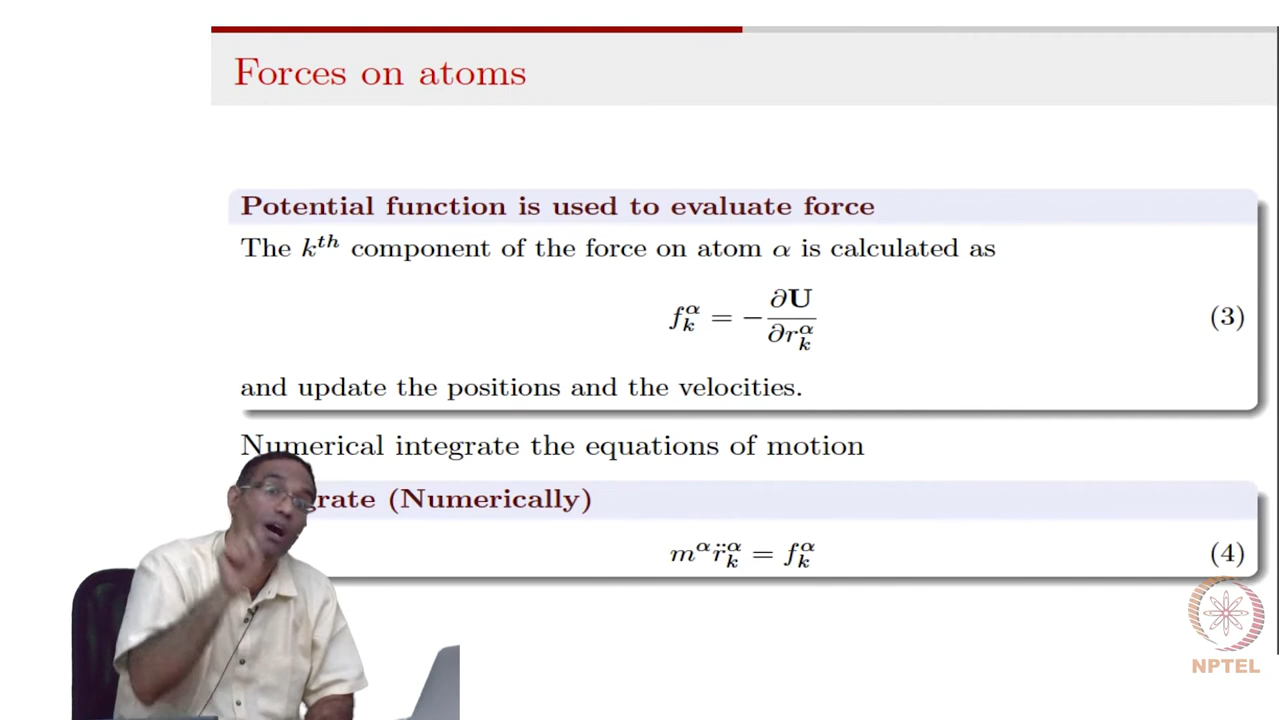 Forces on atoms
Potential function is used to evaluate force
The k^{th} component of the force on atom α is calculated as
f_k^α = −∂U/∂r_k^α (3)
and update the positions and the velocities.
Numerical integrate the equations of motion
grate (Numerically)
m^α r̈_k^α = f_k^α (4)
NPTEL